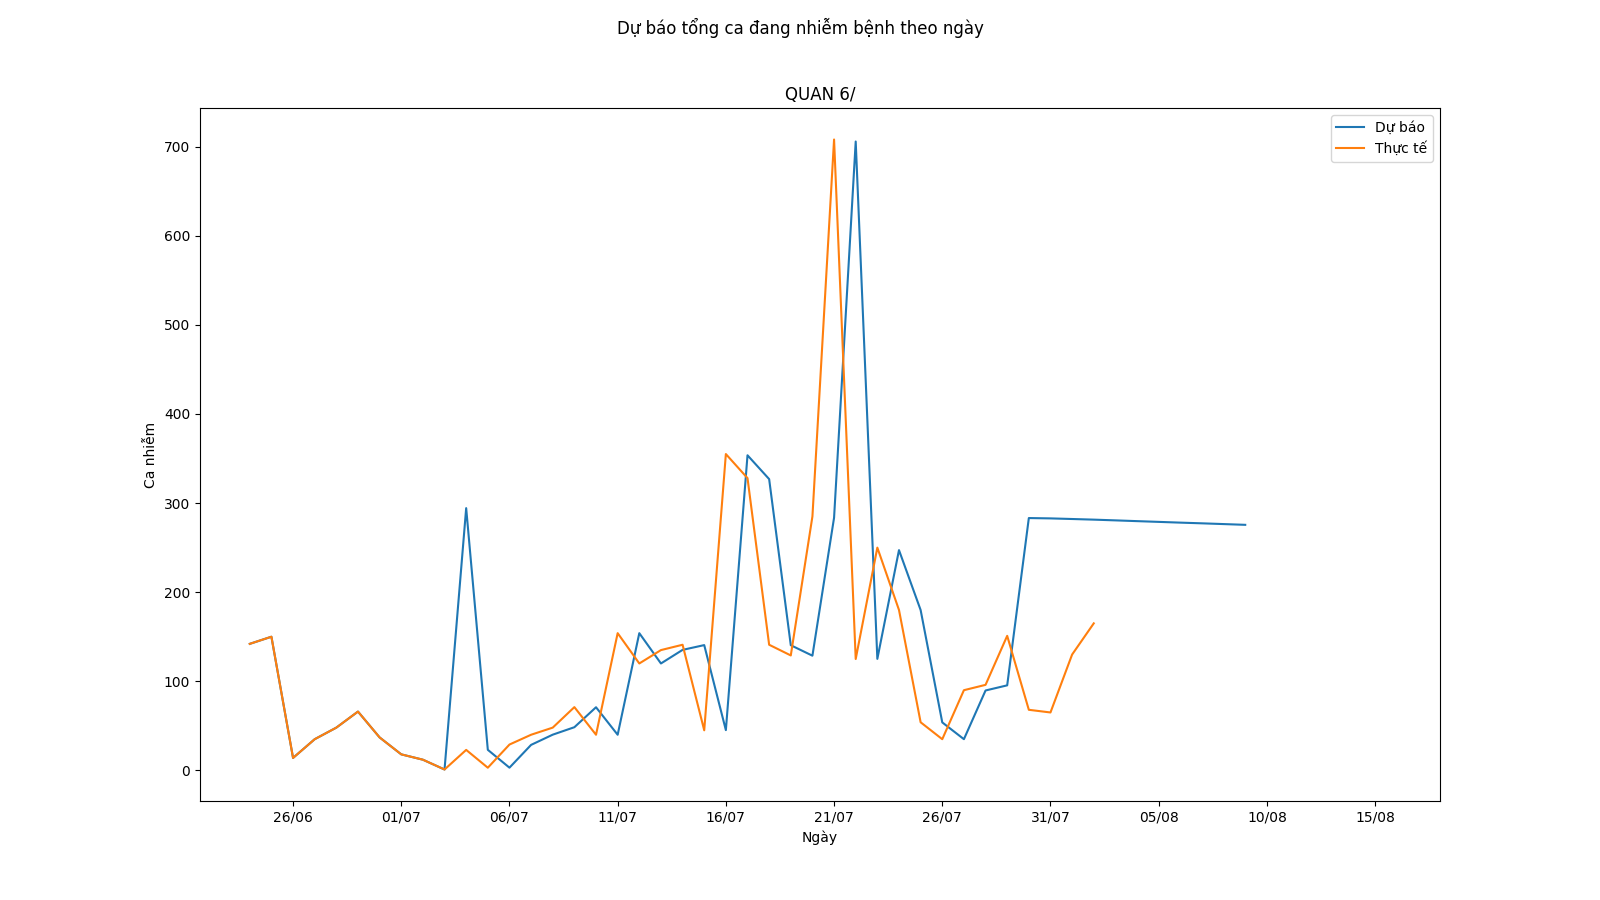 Dự báo tổng ca đang nhiễm bệnh theo ngày
QUAN 6/
Dự báo
Thực tế
700
600
500
400
300
200
100
0
Ca nhiễm
26/06 01/07 06/07 11/07 16/07 21/07 26/07 31/07 05/08 10/08 15/08
Ngày